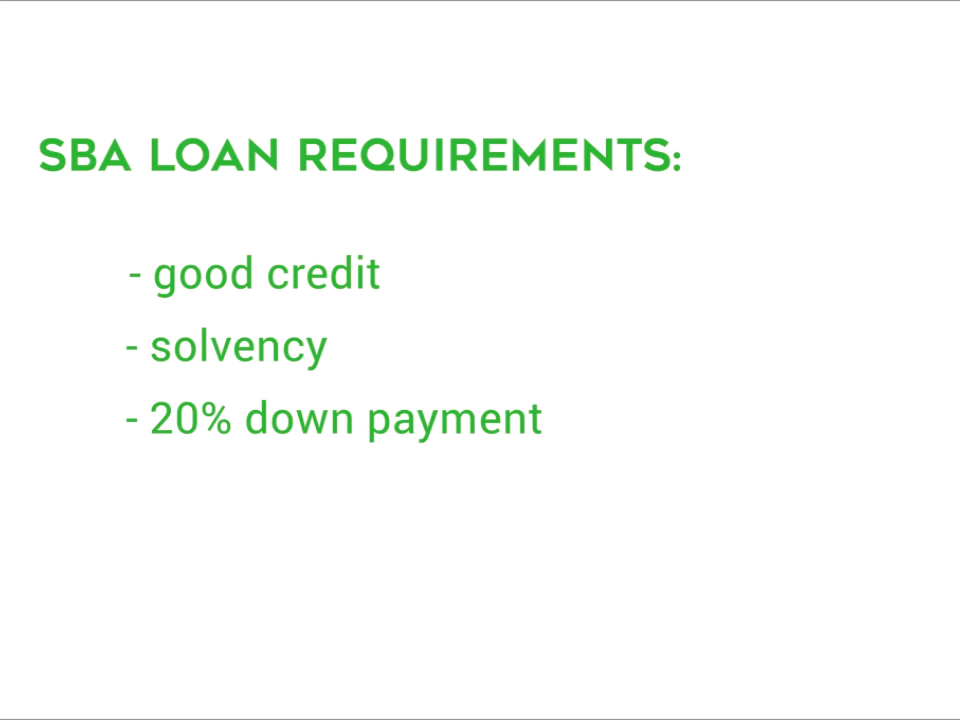 SBA LOAN REQUIREMENTS:
- good credit
- solvency
- 20% down payment